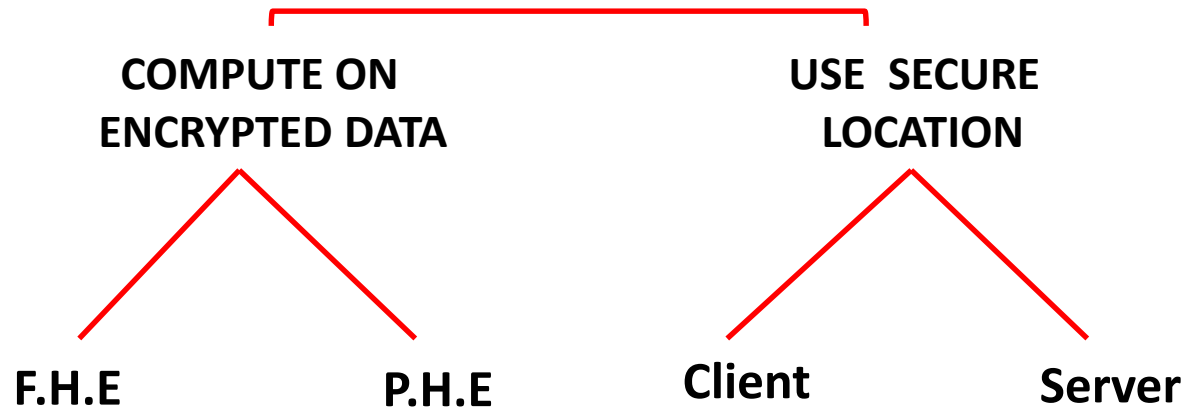 COMPUTE ON
ENCRYPTED DATA
USE SECURE
LOCATION
F.H.E
P.H.E
Client
Server